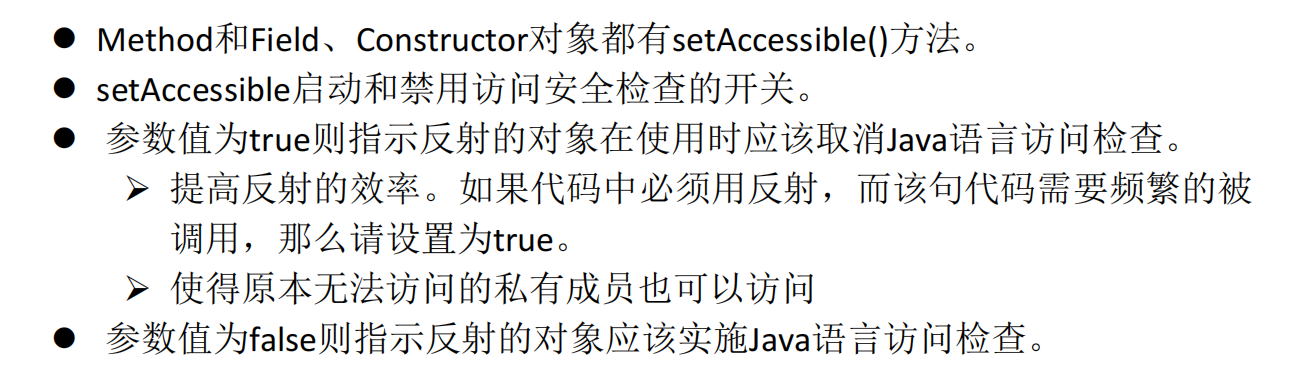 ● Method和Field、Constructor对象都有setAccessible()方法。
● setAccessible启动和禁用访问安全检查的开关。
● 参数值为true则指示反射的对象在使用时应该取消Java语言访问检查。
➢ 提高反射的效率。如果代码中必须用反射，而该句代码需要频繁的被
调用，那么请设置为true。
➢ 使得原本无法访问的私有成员也可以访问
● 参数值为false则指示反射的对象应该实施Java语言访问检查。